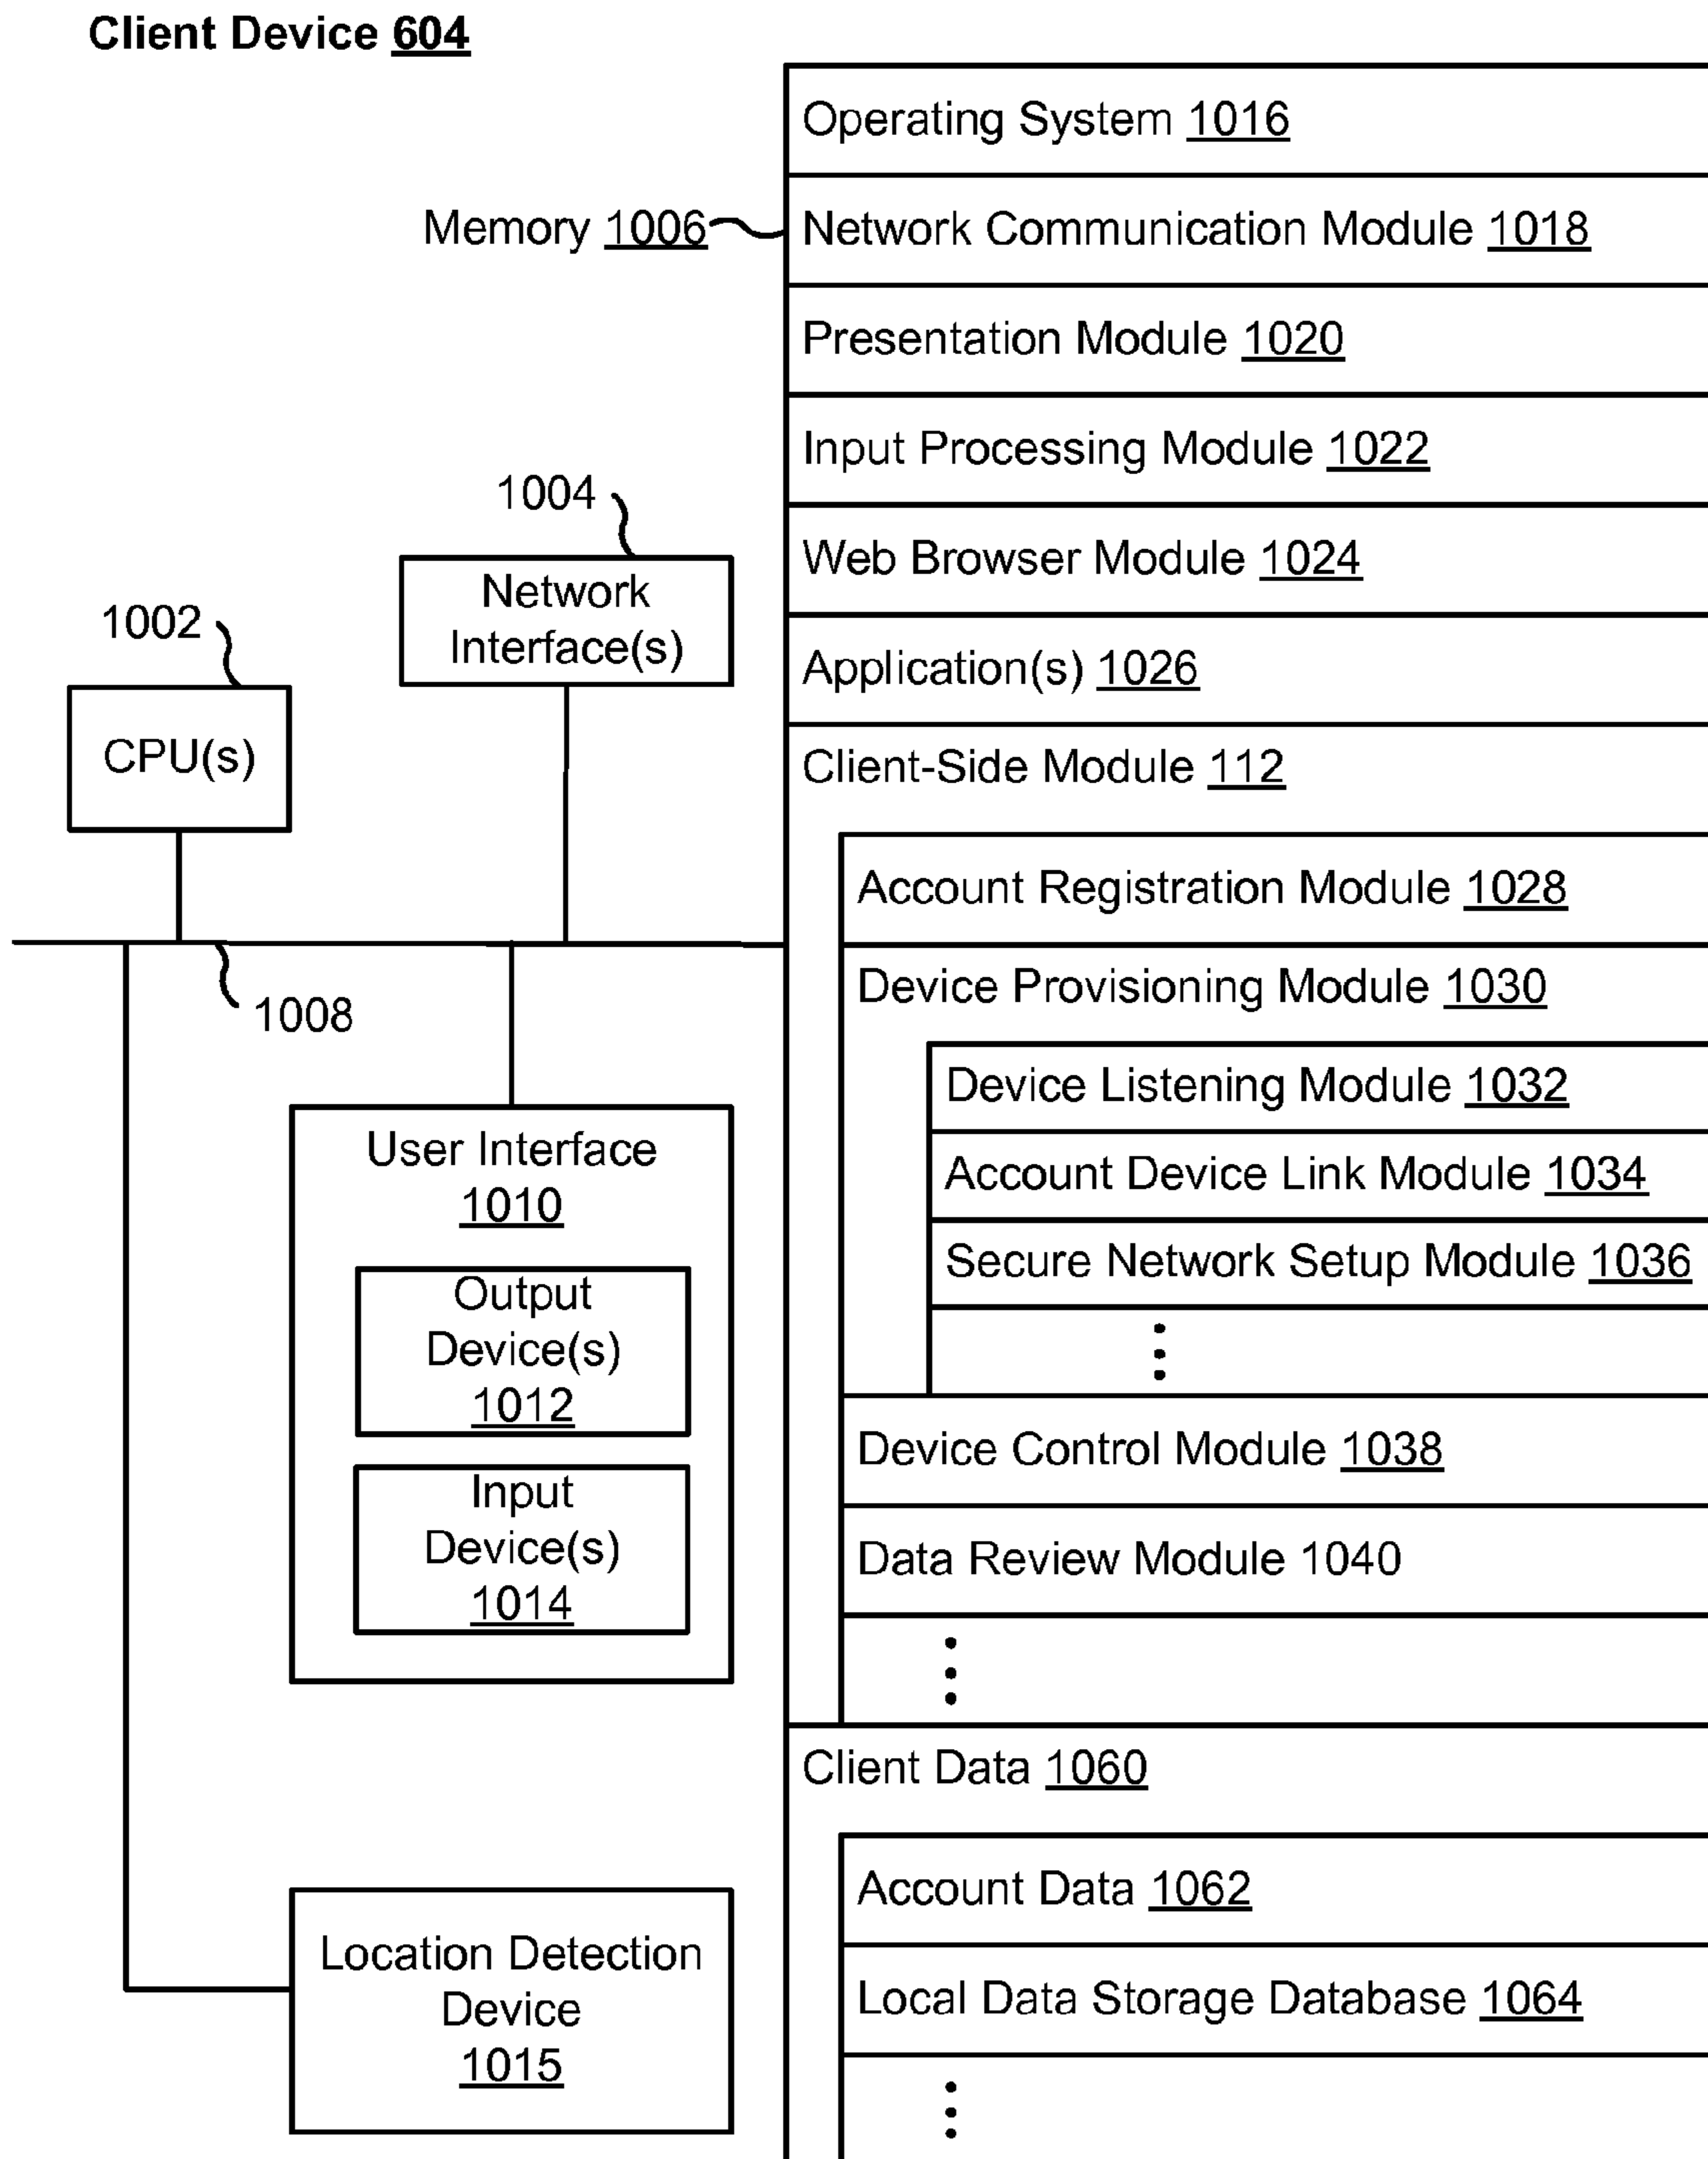 Client Device 604
Operating System 1016
Memory 1006
Network Communication Module 1018
Presentation Module 1020
Input Processing Module 1022
1004
Web Browser Module 1024
Network
Interface(s)
1002
Application(s) 1026
CPU(s)
Client-Side Module 112
Account Registration Module 1028
1008
Device Provisioning Module 1030
Device Listening Module 1032
Account Device Link Module 1034
Secure Network Setup Module 1036
User Interface
1010
Output
Device(s)
1012
Input
Device(s)
1014
Device Control Module 1038
Data Review Module 1040
Client Data 1060
Account Data 1062
Local Data Storage Database 1064
Location Detection
Device
1015